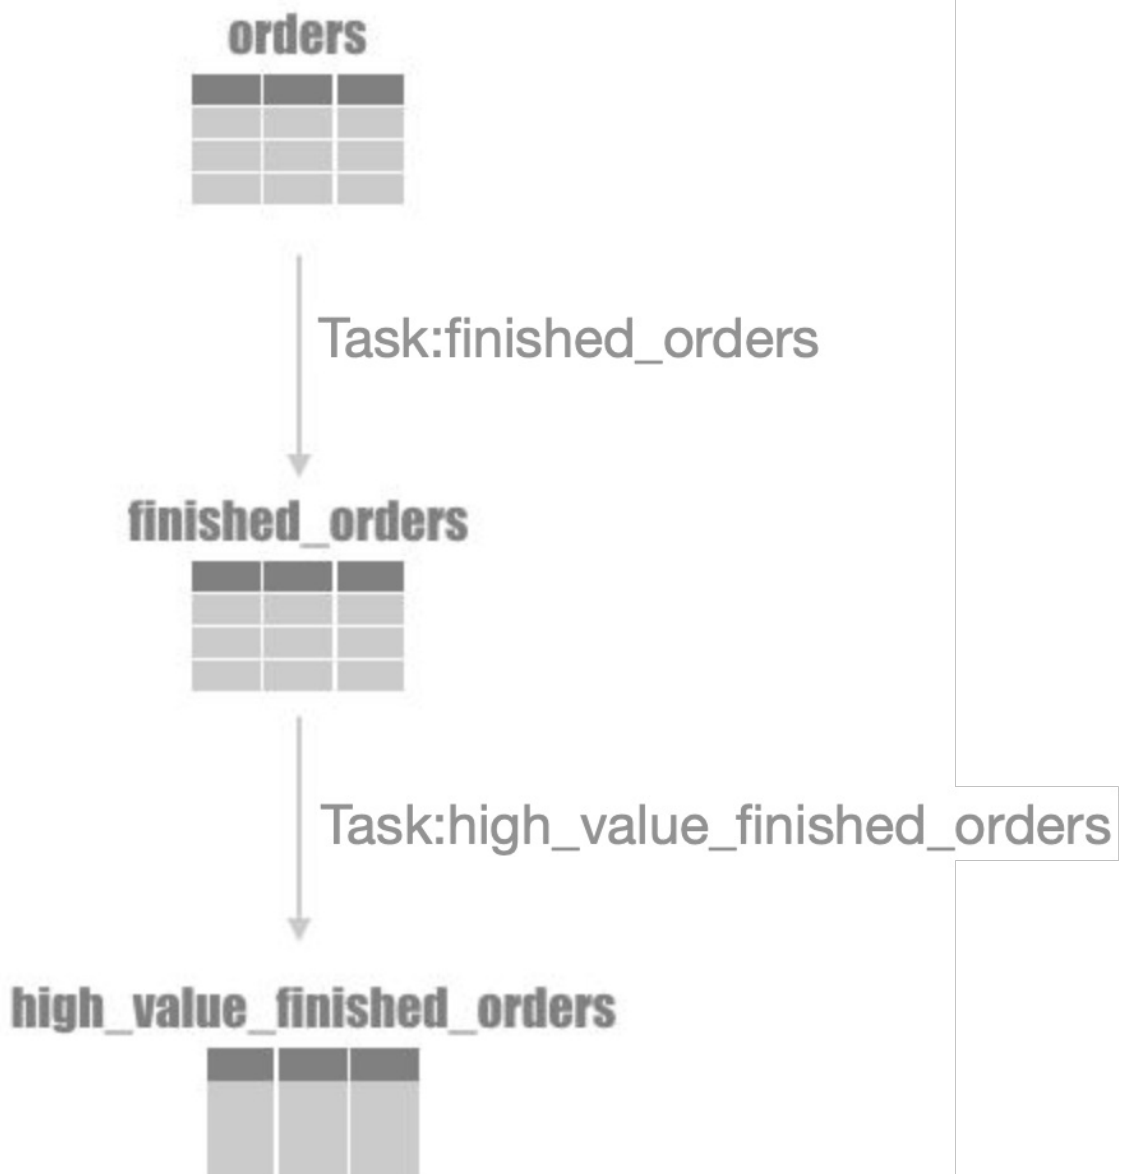 orders
Task:finished_orders
finished_orders
Task:high_value_finished_orders
high_value_finished_orders